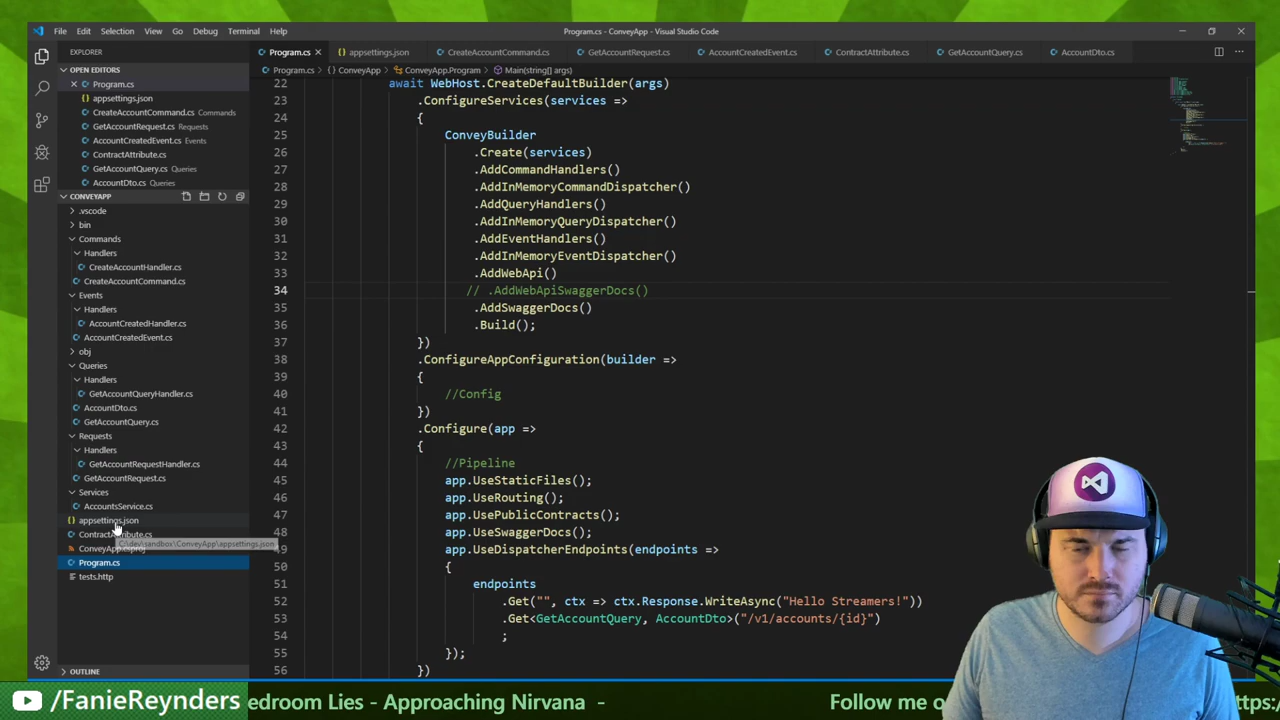 File Edit Selection View Go Debug Terminal Help
Program.cs - ConveyApp - Visual Studio Code
EXPLORER
OPEN EDITORS
Program.cs
appsettings.json
CreateAccountCommand.cs Commands
GetAccountRequest.cs Requests
AccountCreatedEvent.cs Events
ContractAttribute.cs
GetAccountQuery.cs Queries
AccountDto.cs Queries
CONVEYAPP
.vscode
bin
Commands
Handlers
CreateAccountHandler.cs
CreateAccountCommand.cs
Events
Handlers
AccountCreatedHandler.cs
AccountCreatedEvent.cs
obj
Queries
Handlers
GetAccountQueryHandler.cs
AccountDto.cs
GetAccountQuery.cs
Requests
Handlers
GetAccountRequestHandler.cs
GetAccountRequest.cs
Services
AccountsService.cs
appsettings.json
ContractAttribute.cs
C:\dev\sandbox\ConveyApp\appsettings.json
ConveyApp.csproj
Program.cs
tests.http
OUTLINE
Program.cs appsettings.json CreateAccountCommand.cs GetAccountRequest.cs AccountCreatedEvent.cs ContractAttribute.cs GetAccountQuery.cs AccountDto.cs
Program.cs ConveyApp ConveyApp.Program Main(string[] args)
22 await WebHost.CreateDefaultBuilder(args)
23 .ConfigureServices(services =>
24 {
25 ConveyBuilder
26 .Create(services)
27 .AddCommandHandlers()
28 .AddInMemoryCommandDispatcher()
29 .AddQueryHandlers()
30 .AddInMemoryQueryDispatcher()
31 .AddEventHandlers()
32 .AddInMemoryEventDispatcher()
33 .AddWebApi()
34 // .AddWebApiSwaggerDocs()
35 .AddSwaggerDocs()
36 .Build();
37 })
38 .ConfigureAppConfiguration(builder =>
39 {
40 //Config
41 })
42 .Configure(app =>
43 {
44 //Pipeline
45 app.UseStaticFiles();
46 app.UseRouting();
47 app.UsePublicContracts();
48 app.UseSwaggerDocs();
49 app.UseDispatcherEndpoints(endpoints =>
50 {
51 endpoints
52 .Get("", ctx => ctx.Response.WriteAsync("Hello Streamers!"))
53 .Get<GetAccountQuery, AccountDto>("/v1/accounts/{id}")
54 ;
55 });
56 })
/FanieReynders
edroom Lies - Approaching Nirvana -
Follow me o
ttps: